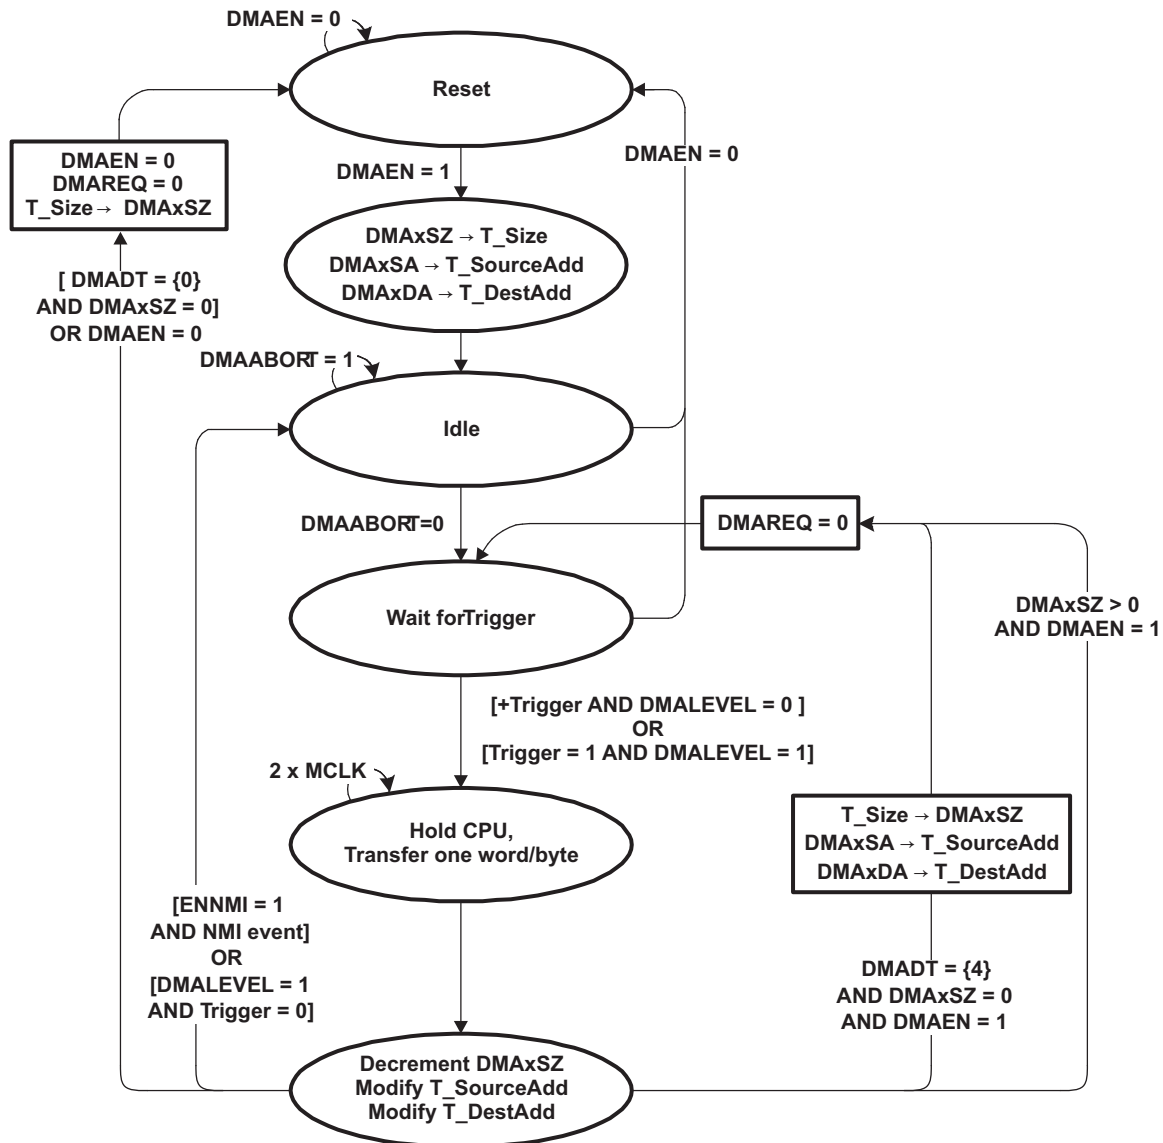 DMAEN = 0
Reset
DMAEN = 0
DMAREQ = 0
T_Size → DMAxSZ
DMAEN = 1
DMAEN = 0
DMAxSZ → T_Size
DMAxSA → T_SourceAdd
DMAxDA → T_DestAdd
[ DMADT = {0}
AND DMAxSZ = 0]
OR DMAEN = 0
DMAABORT = 1
Idle
DMAABORT=0
DMAREQ = 0
Wait forTrigger
DMAxSZ > 0
AND DMAEN = 1
[+Trigger AND DMALEVEL = 0 ]
OR
[Trigger = 1 AND DMALEVEL = 1]
2 x MCLK
Hold CPU,
Transfer one word/byte
T_Size → DMAxSZ
DMAxSA → T_SourceAdd
DMAxDA → T_DestAdd
[ENNMI = 1
AND NMI event]
OR
[DMALEVEL = 1
AND Trigger = 0]
DMADT = {4}
AND DMAxSZ = 0
AND DMAEN = 1
Decrement DMAxSZ
Modify T_SourceAdd
Modify T_DestAdd